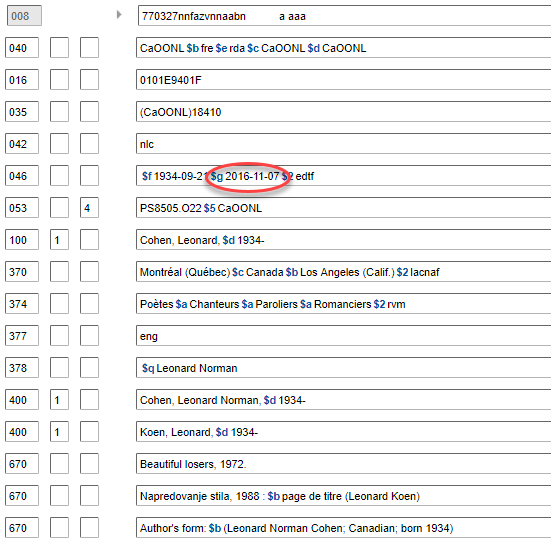 008 770327nnfazvnnaabn a aaa
040 CaOONL $b fre $e rda $c CaOONL $d CaOONL
016 0101E9401F
035 (CaOONL)18410
042 nlc
046 $f 1934-09-21 $g 2016-11-07 $2 edtf
053 4 PS8505.O22 $5 CaOONL
100 1 Cohen, Leonard, $d 1934-
370 Montréal (Québec) $c Canada $b Los Angeles (Calif.) $2 lacnaf
374 Poètes $a Chanteurs $a Paroliers $a Romanciers $2 rvm
377 eng
378 $q Leonard Norman
400 1 Cohen, Leonard Norman, $d 1934-
400 1 Koen, Leonard, $d 1934-
670 Beautiful losers, 1972.
670 Napredovanje stila, 1988 : $b page de titre (Leonard Koen)
670 Author's form: $b (Leonard Norman Cohen; Canadian; born 1934)